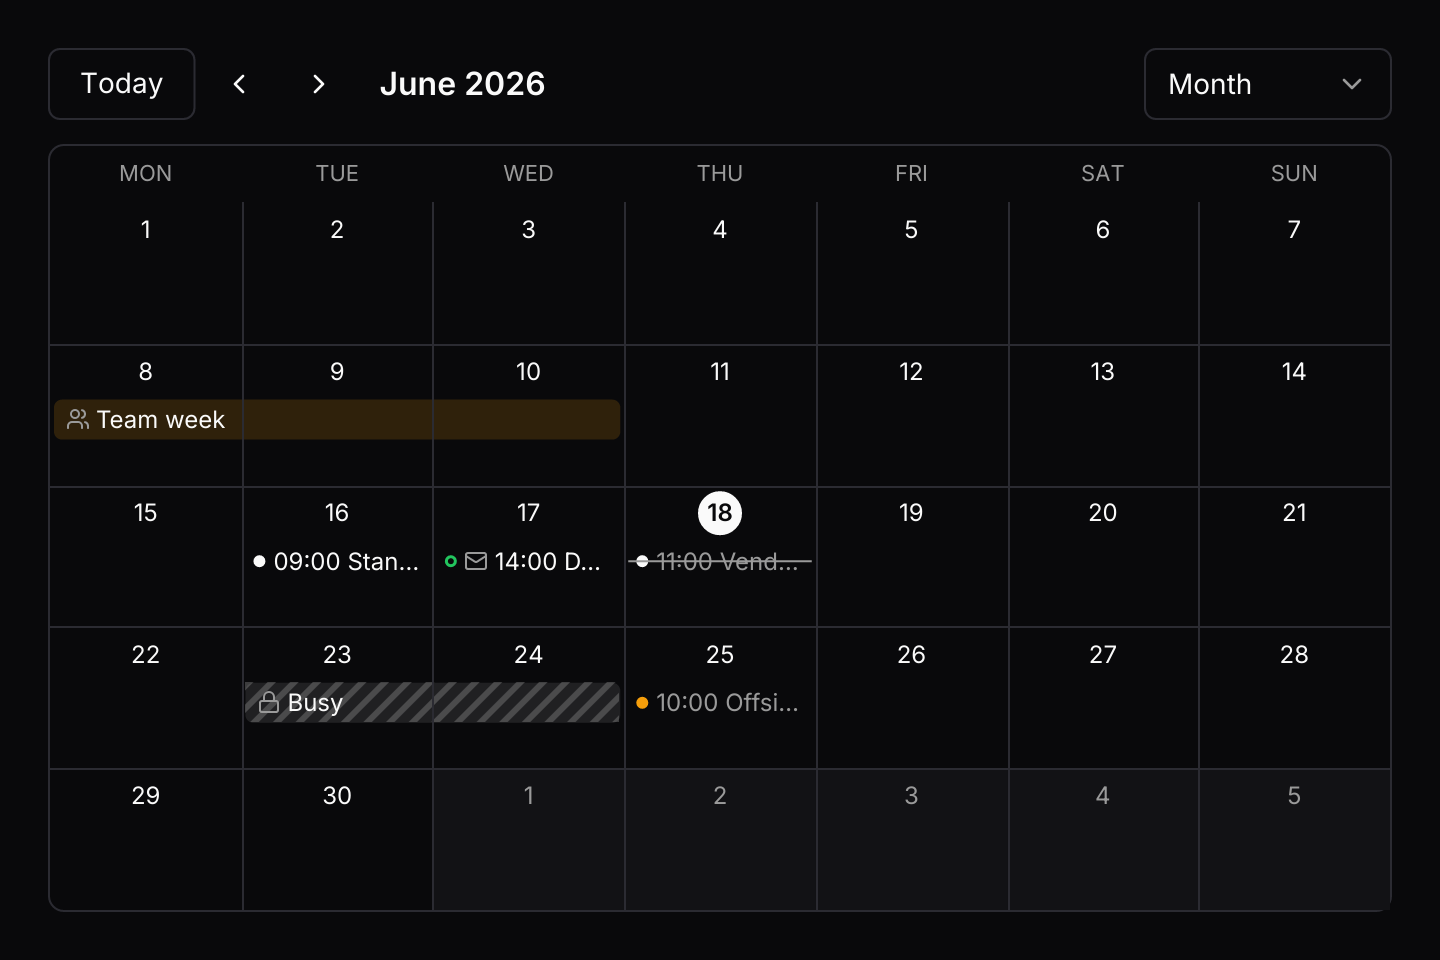 Today
June 2026
Month
MON TUE WED THU FRI SAT SUN
1 2 3 4 5 6 7
8 9 10 11 12 13 14
Team week
15 16 17 18 19 20 21
09:00 Stan... 14:00 D... 11:00 Vend...
22 23 24 25 26 27 28
Busy 10:00 Offsi...
29 30 1 2 3 4 5